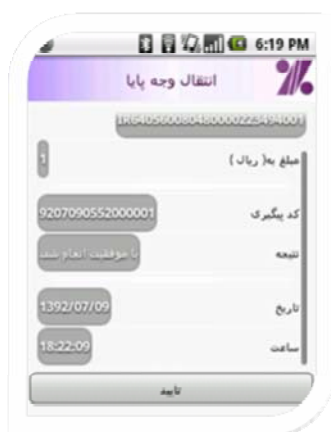 6:19 PM
انتقال وجه پایا
مبلغ به( ریال )
1
کد پیگیری
9207090552000001
نتیجه
با موفقیت انجام شد
تاریخ
1392/07/09
ساعت
18:22:09
تایید